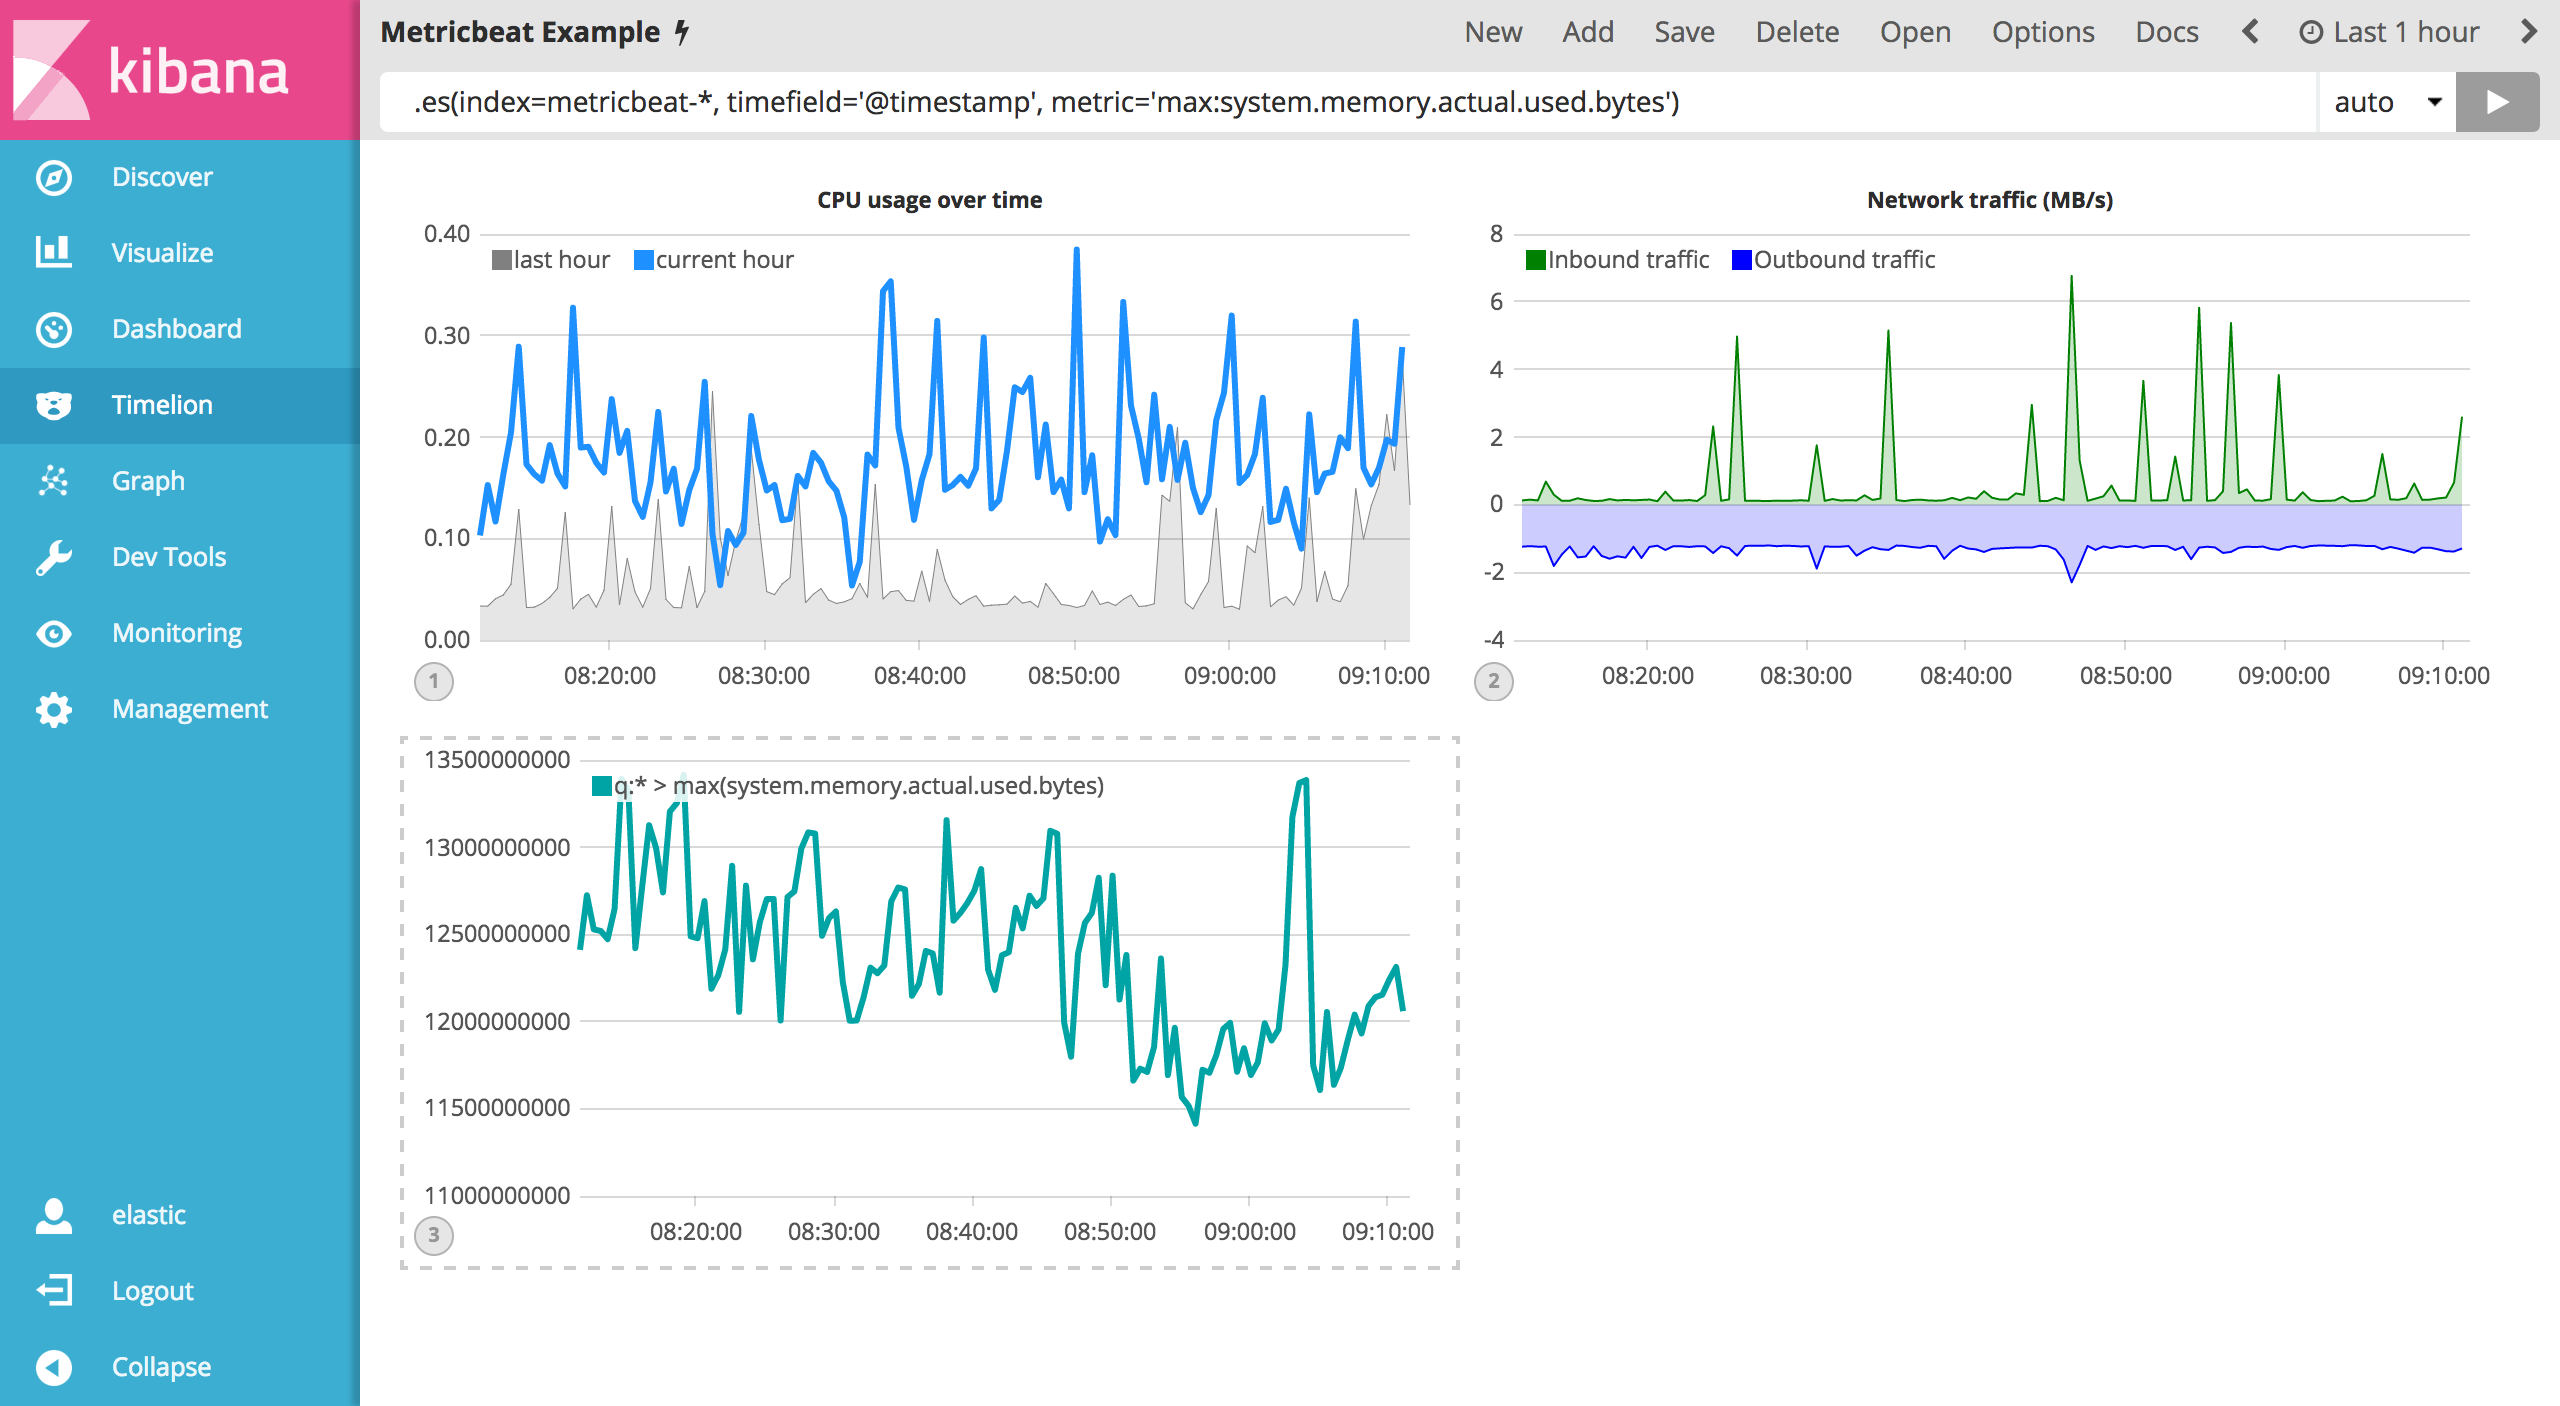 kibana
Metricbeat Example
New Add Save Delete Open Options Docs Last 1 hour
.es(index=metricbeat-*, timefield='@timestamp', metric='max:system.memory.actual.used.bytes')
auto
Discover
Visualize
Dashboard
Timelion
Graph
Dev Tools
Monitoring
Management
elastic
Logout
Collapse
CPU usage over time
last hour current hour
0.40
0.30
0.20
0.10
0.00
08:20:00 08:30:00 08:40:00 08:50:00 09:00:00 09:10:00
1
Network traffic (MB/s)
Inbound traffic Outbound traffic
8
6
4
2
0
-2
-4
08:20:00 08:30:00 08:40:00 08:50:00 09:00:00 09:10:00
2
q:* > max(system.memory.actual.used.bytes)
13500000000
13000000000
12500000000
12000000000
11500000000
11000000000
08:20:00 08:30:00 08:40:00 08:50:00 09:00:00 09:10:00
3